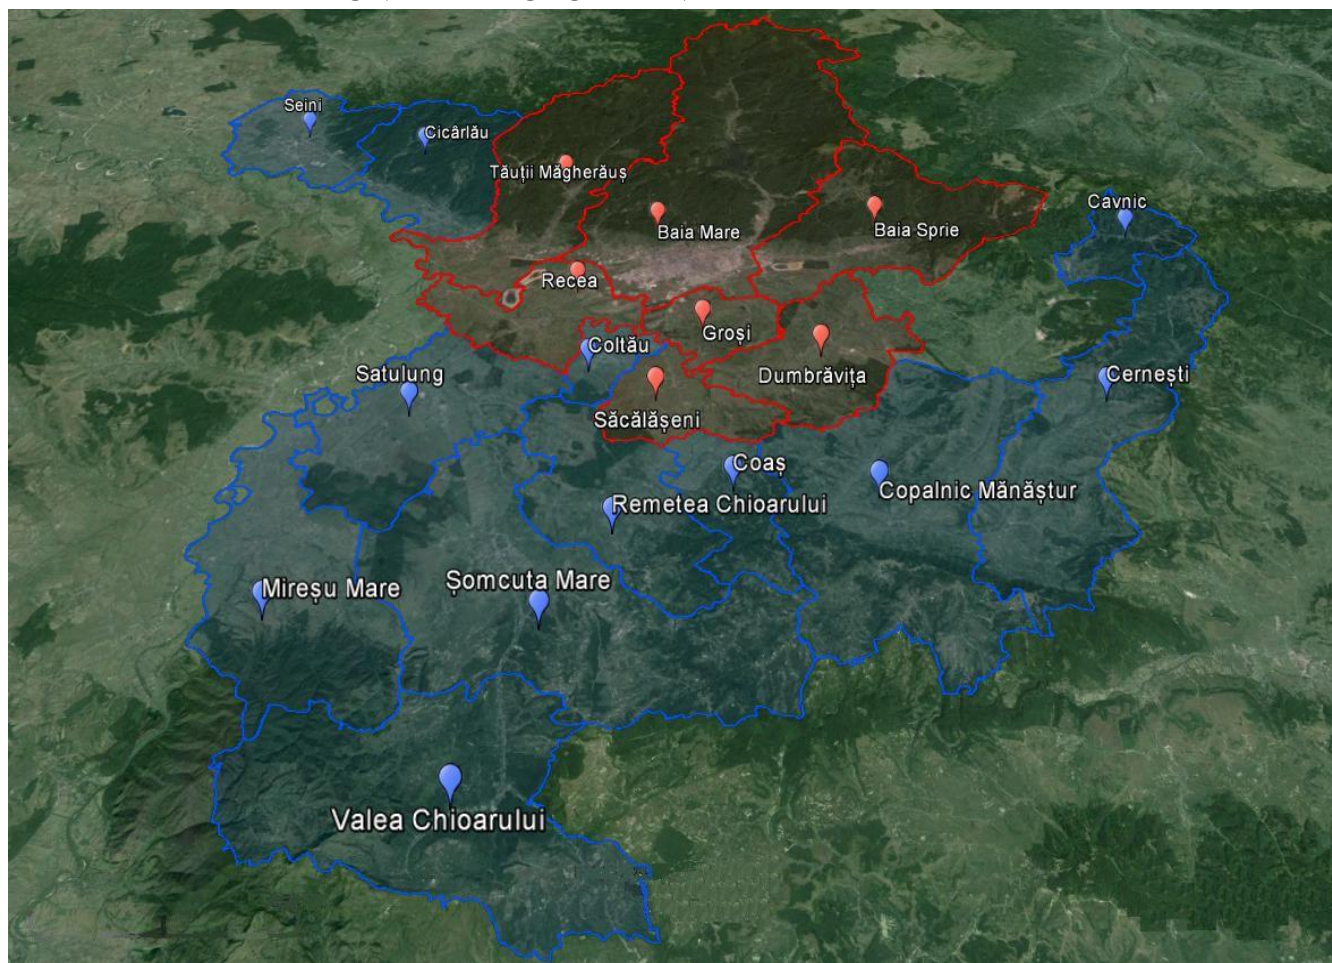 Seini
Cicârlău
Tăuții Măgherăuș
Cavnic
Baia Mare
Baia Sprie
Recea
Groși
Coltău
Satulung
Dumbrăvița
Cernești
Săcălășeni
Coaș
Copalnic Mănăștur
Remetea Chioarului
Mireșu Mare
Șomcuta Mare
Valea Chioarului